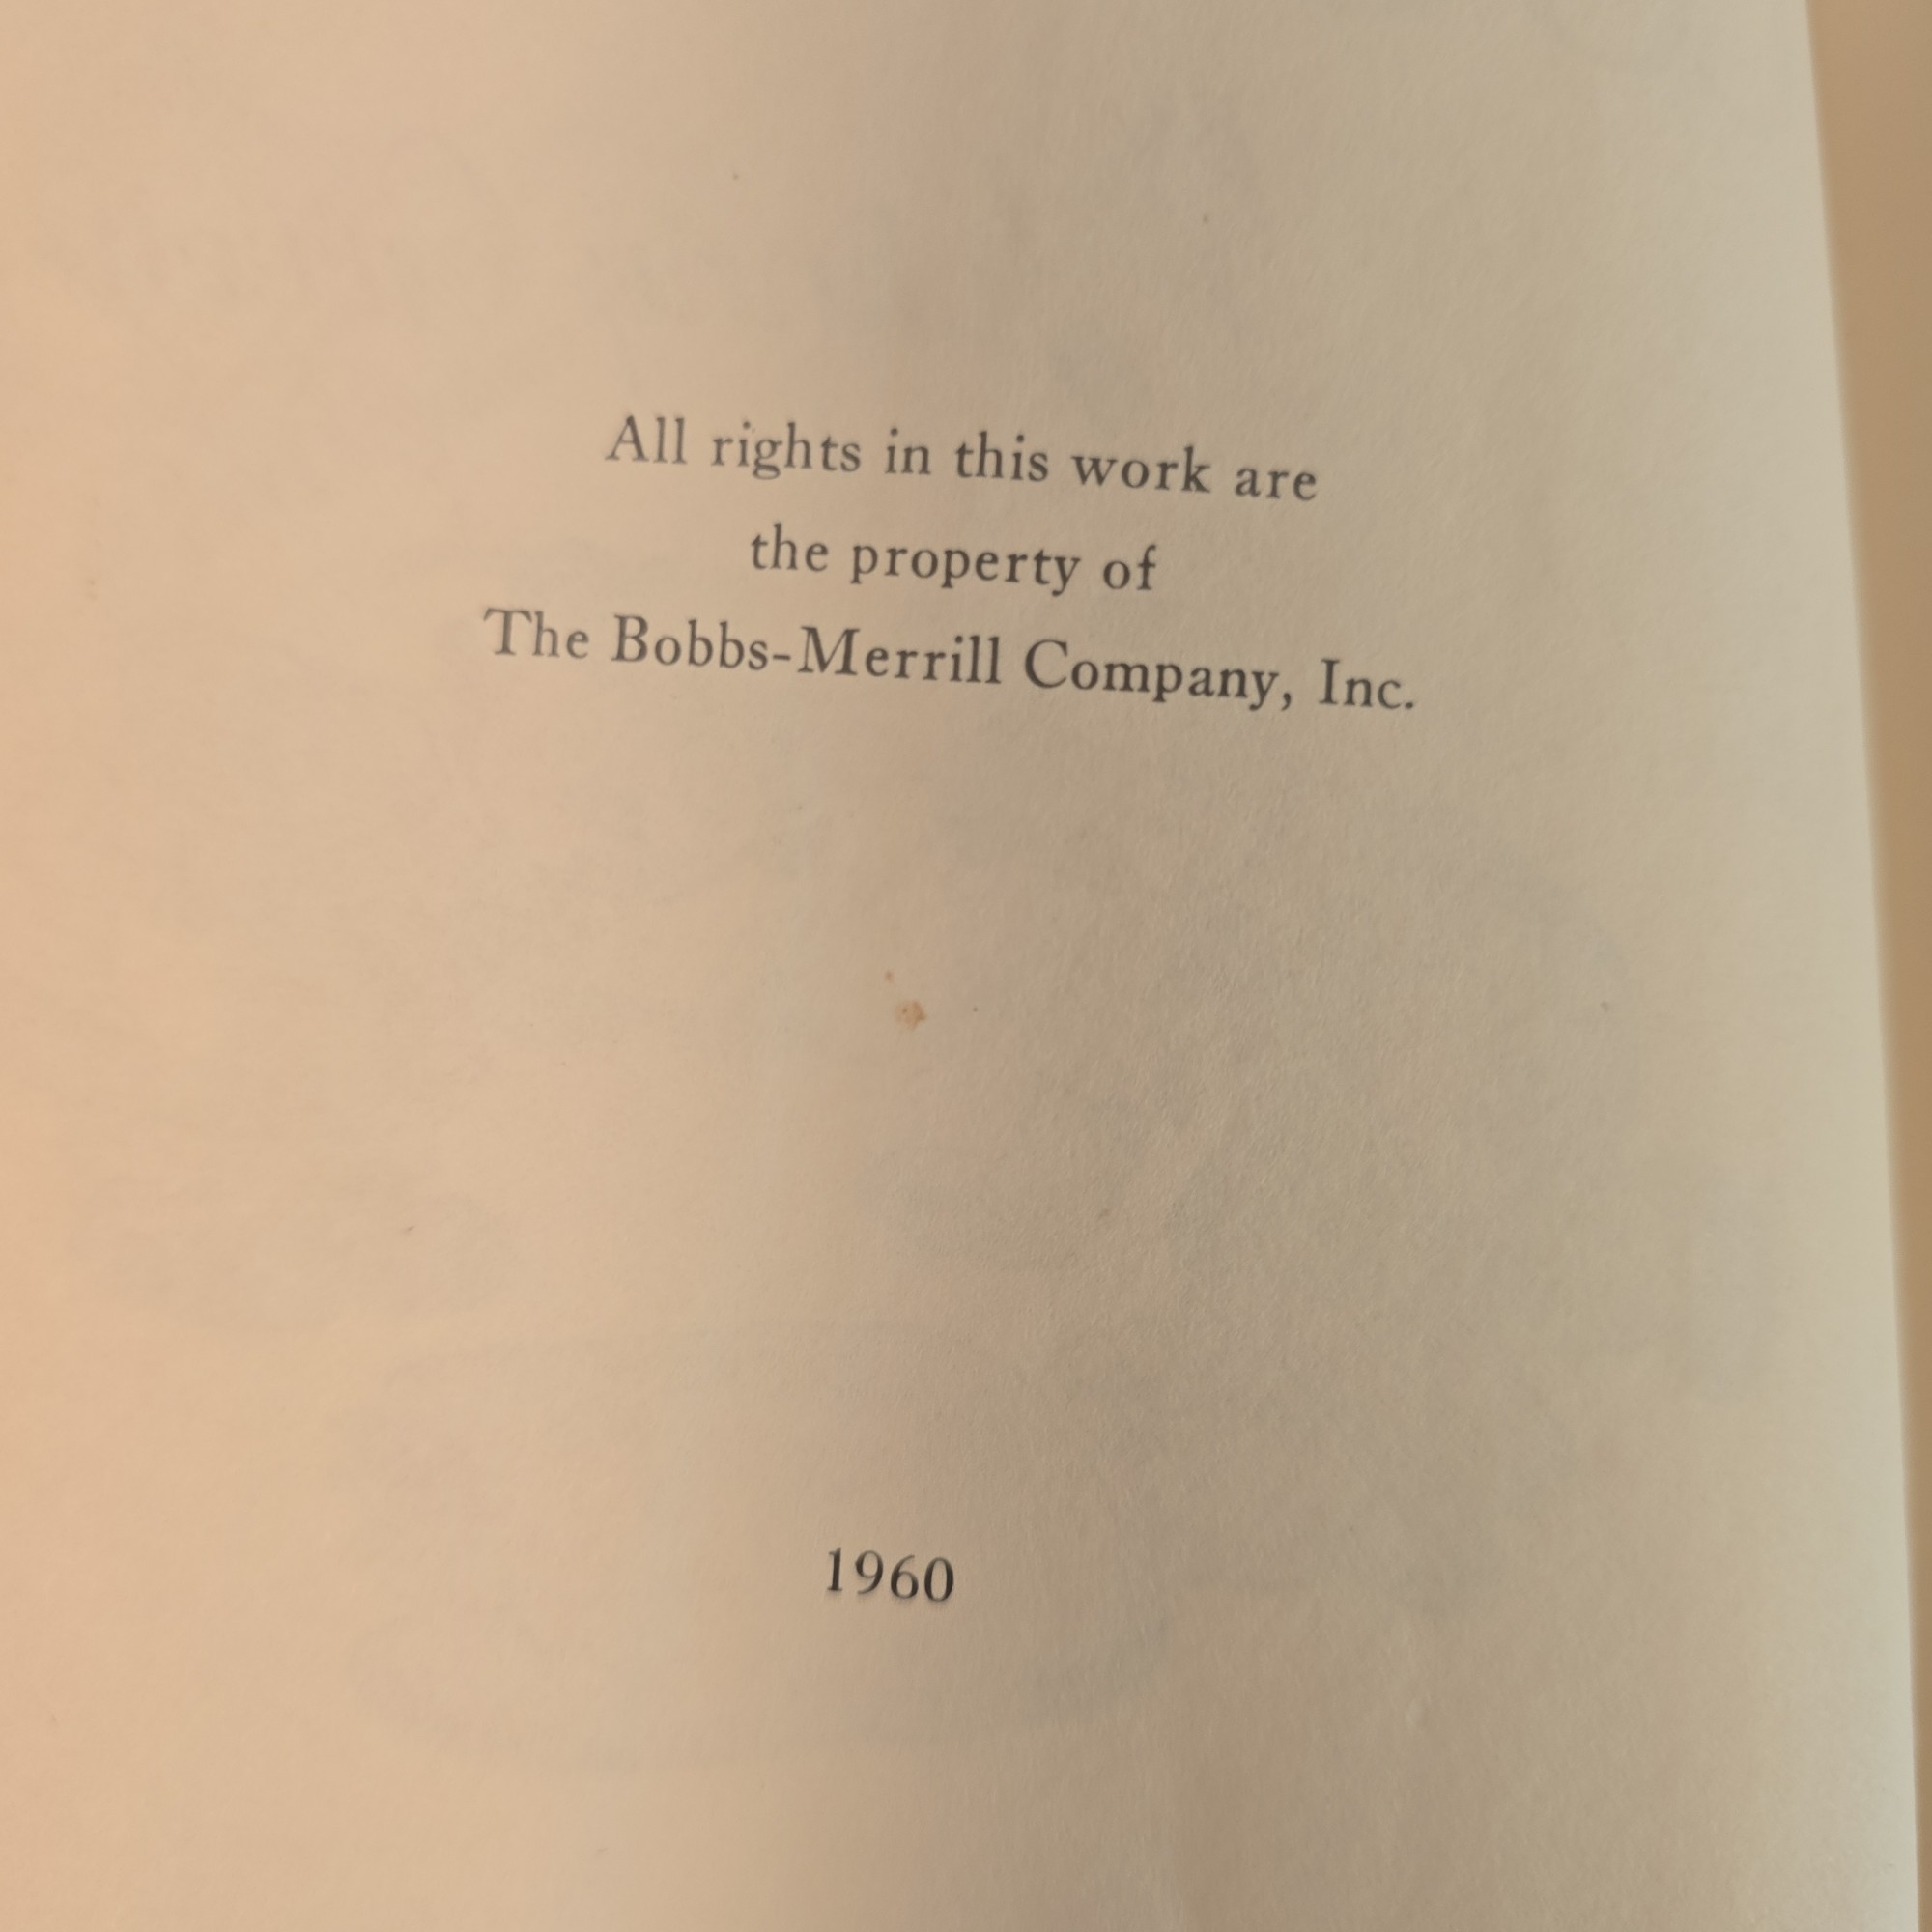 All rights in this work are
the property of
The Bobbs-Merrill Company, Inc.
1960